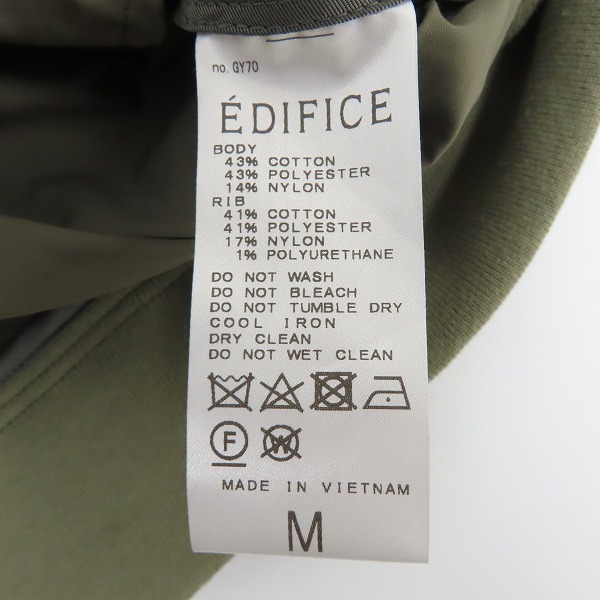 no. GY70
ÉDIFICE
BODY
43% COTTON
43% POLYESTER
14% NYLON
RIB
41% COTTON
41% POLYESTER
17% NYLON
1% POLYURETHANE
DO NOT WASH
DO NOT BLEACH
DO NOT TUMBLE DRY
COOL IRON
DRY CLEAN
DO NOT WET CLEAN
F W
MADE IN VIETNAM
M